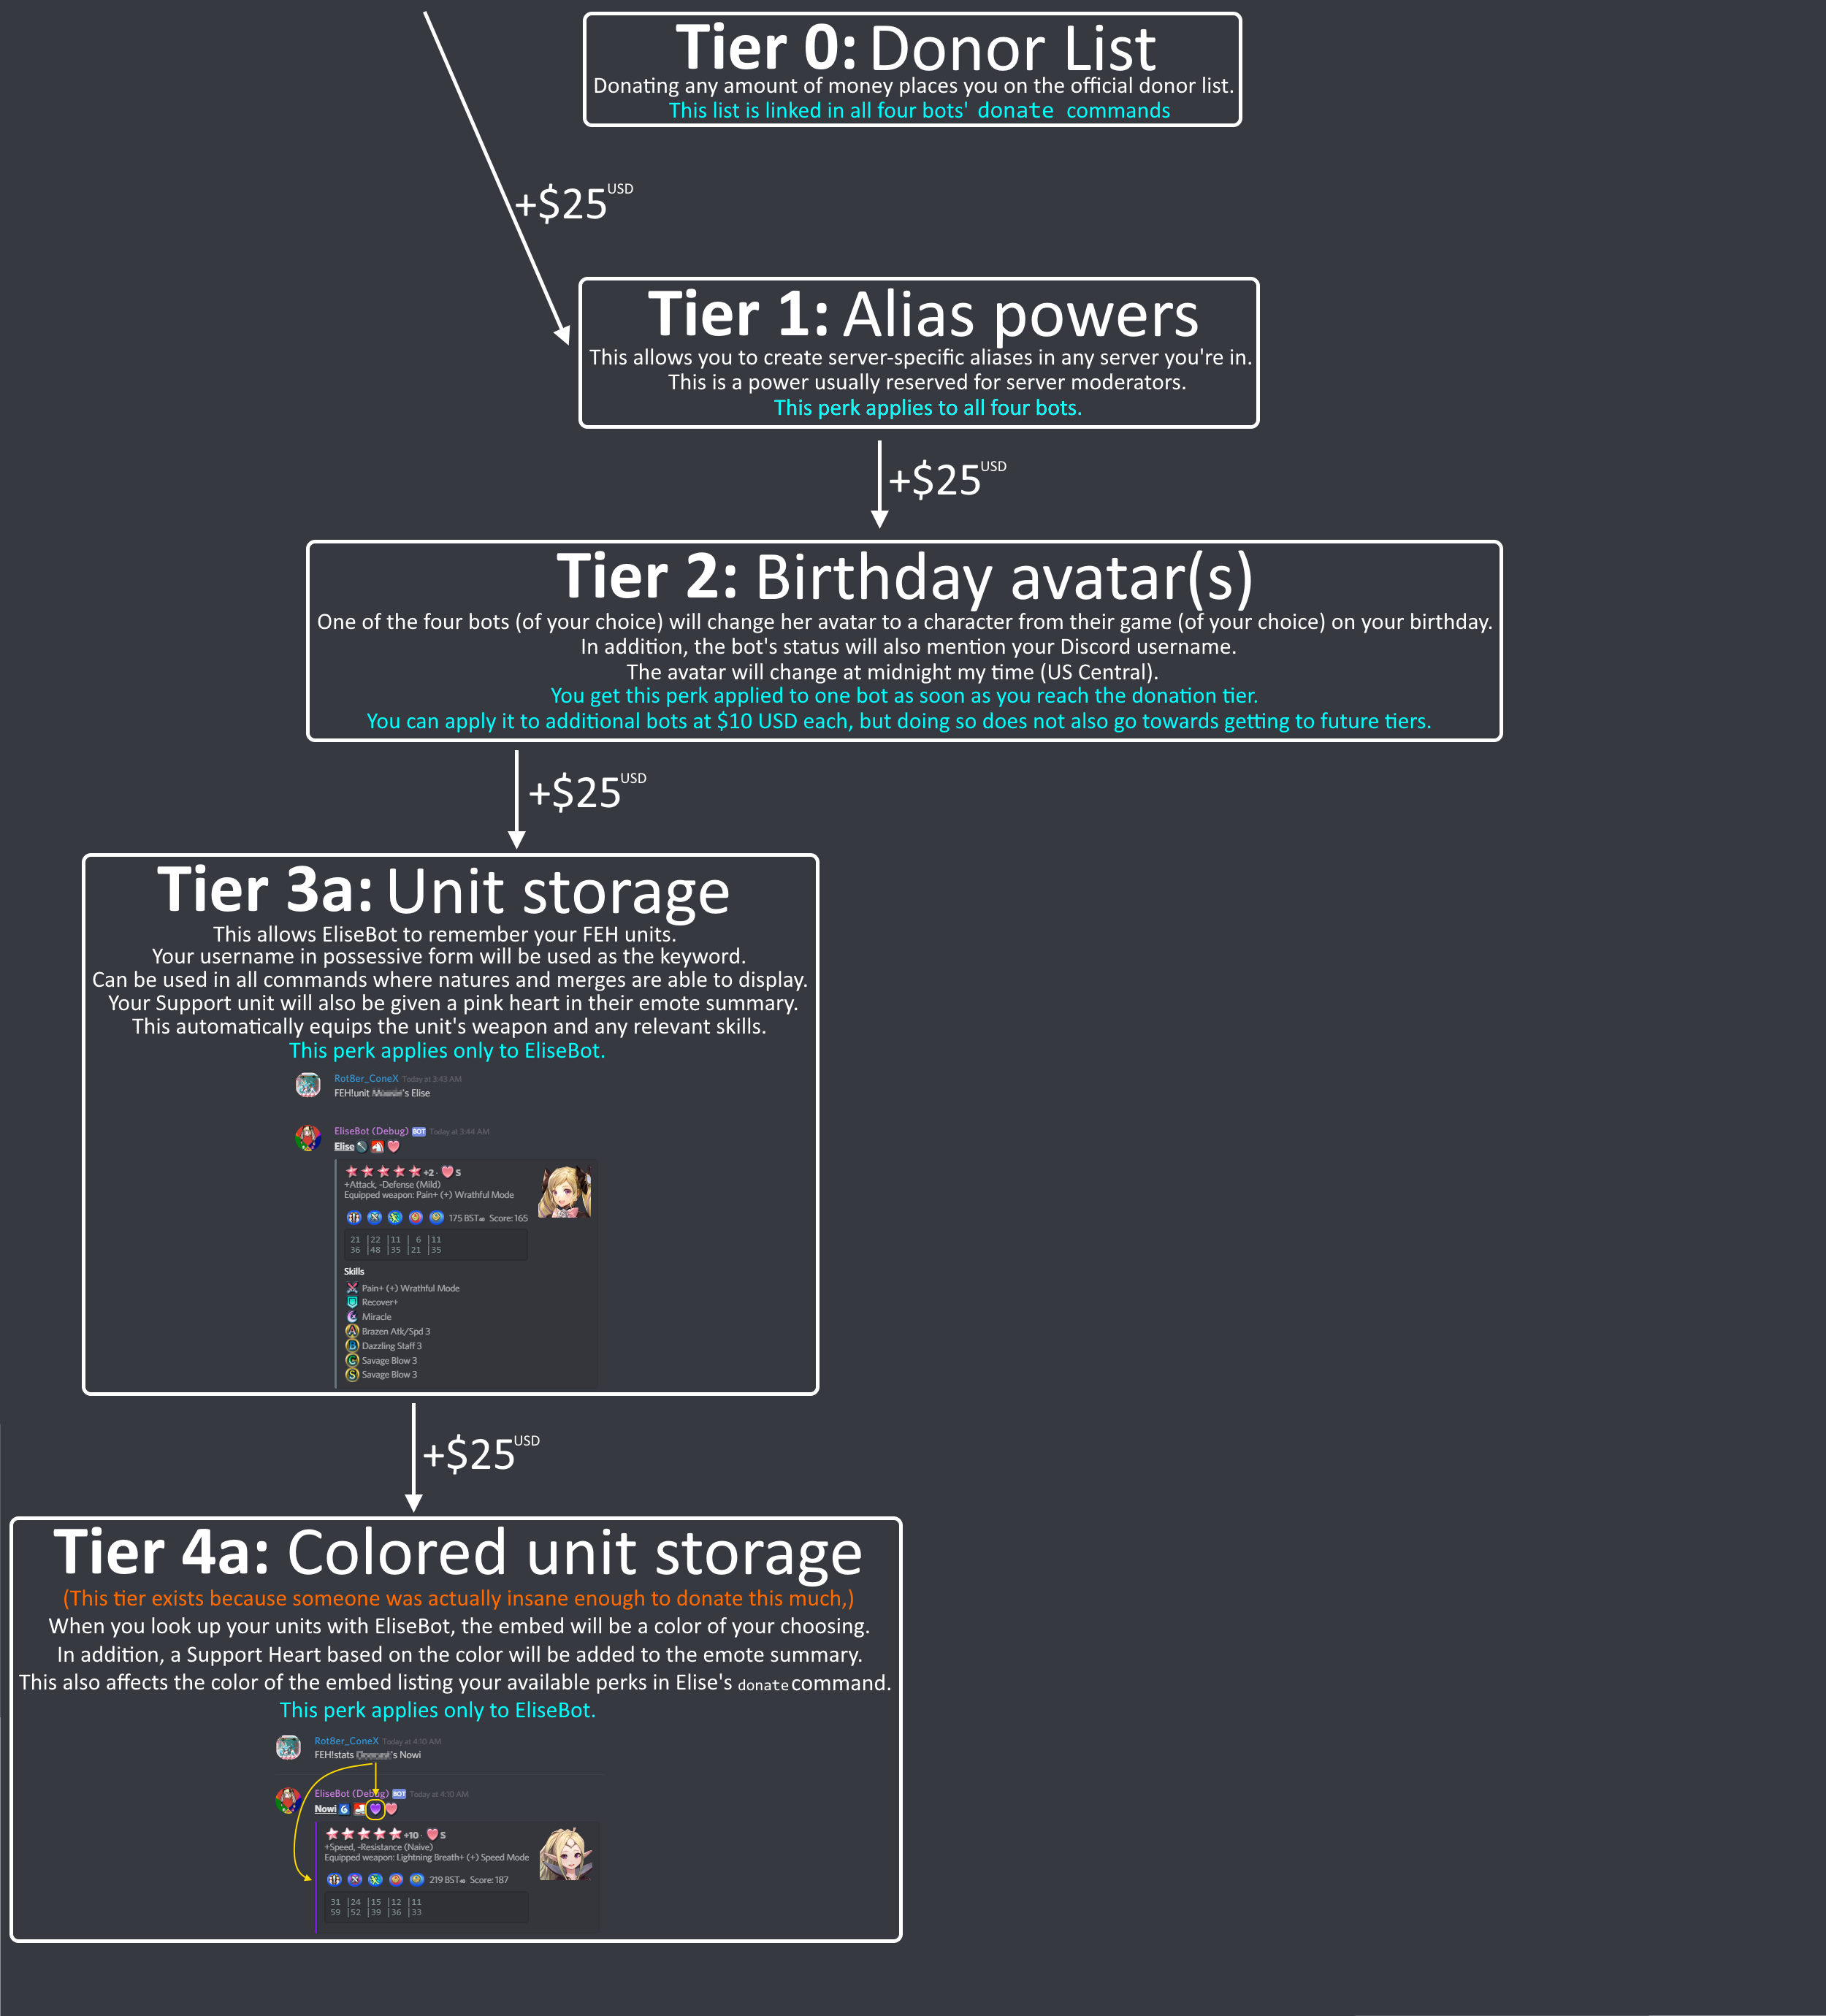 Tier 0: Donor List
Donating any amount of money places you on the official donor list.
This list is linked in all four bots' donate commands
+$25 USD
Tier 1: Alias powers
This allows you to create server-specific aliases in any server you're in.
This is a power usually reserved for server moderators.
This perk applies to all four bots.
+$25 USD
Tier 2: Birthday avatar(s)
One of the four bots (of your choice) will change her avatar to a character from their game (of your choice) on your birthday.
In addition, the bot's status will also mention your Discord username.
The avatar will change at midnight my time (US Central).
You get this perk applied to one bot as soon as you reach the donation tier.
You can apply it to additional bots at $10 USD each, but doing so does not also go towards getting to future tiers.
+$25 USD
Tier 3a: Unit storage
This allows EliseBot to remember your FEH units.
Your username in possessive form will be used as the keyword.
Can be used in all commands where natures and merges are able to display.
Your Support unit will also be given a pink heart in their emote summary.
This automatically equips the unit's weapon and any relevant skills.
This perk applies only to EliseBot.
Rot8er_ConeX Today at 3:43 AM
FEH!unit 's Elise
EliseBot (Debug) BOT Today at 3:44 AM
Elise
+2 · S
+Attack, -Defense (Mild)
Equipped weapon: Pain+ (+) Wrathful Mode
175 BST Score: 165
21 |22 |11 | 6 |11
36 |48 |35 |21 |35
Skills
Pain+ (+) Wrathful Mode
Recover+
Miracle
A Brazen Atk/Spd 3
B Dazzling Staff 3
C Savage Blow 3
S Savage Blow 3
+$25 USD
Tier 4a: Colored unit storage
(This tier exists because someone was actually insane enough to donate this much,)
When you look up your units with EliseBot, the embed will be a color of your choosing.
In addition, a Support Heart based on the color will be added to the emote summary.
This also affects the color of the embed listing your available perks in Elise's donate command.
This perk applies only to EliseBot.
Rot8er_ConeX Today at 4:10 AM
FEH!stats 's Nowi
EliseBot (Debug) BOT Today at 4:10 AM
Nowi
+10 · S
+Speed, -Resistance (Naive)
Equipped weapon: Lightning Breath+ (+) Speed Mode
219 BST Score: 187
31 |24 |15 |12 |11
59 |52 |39 |36 |33